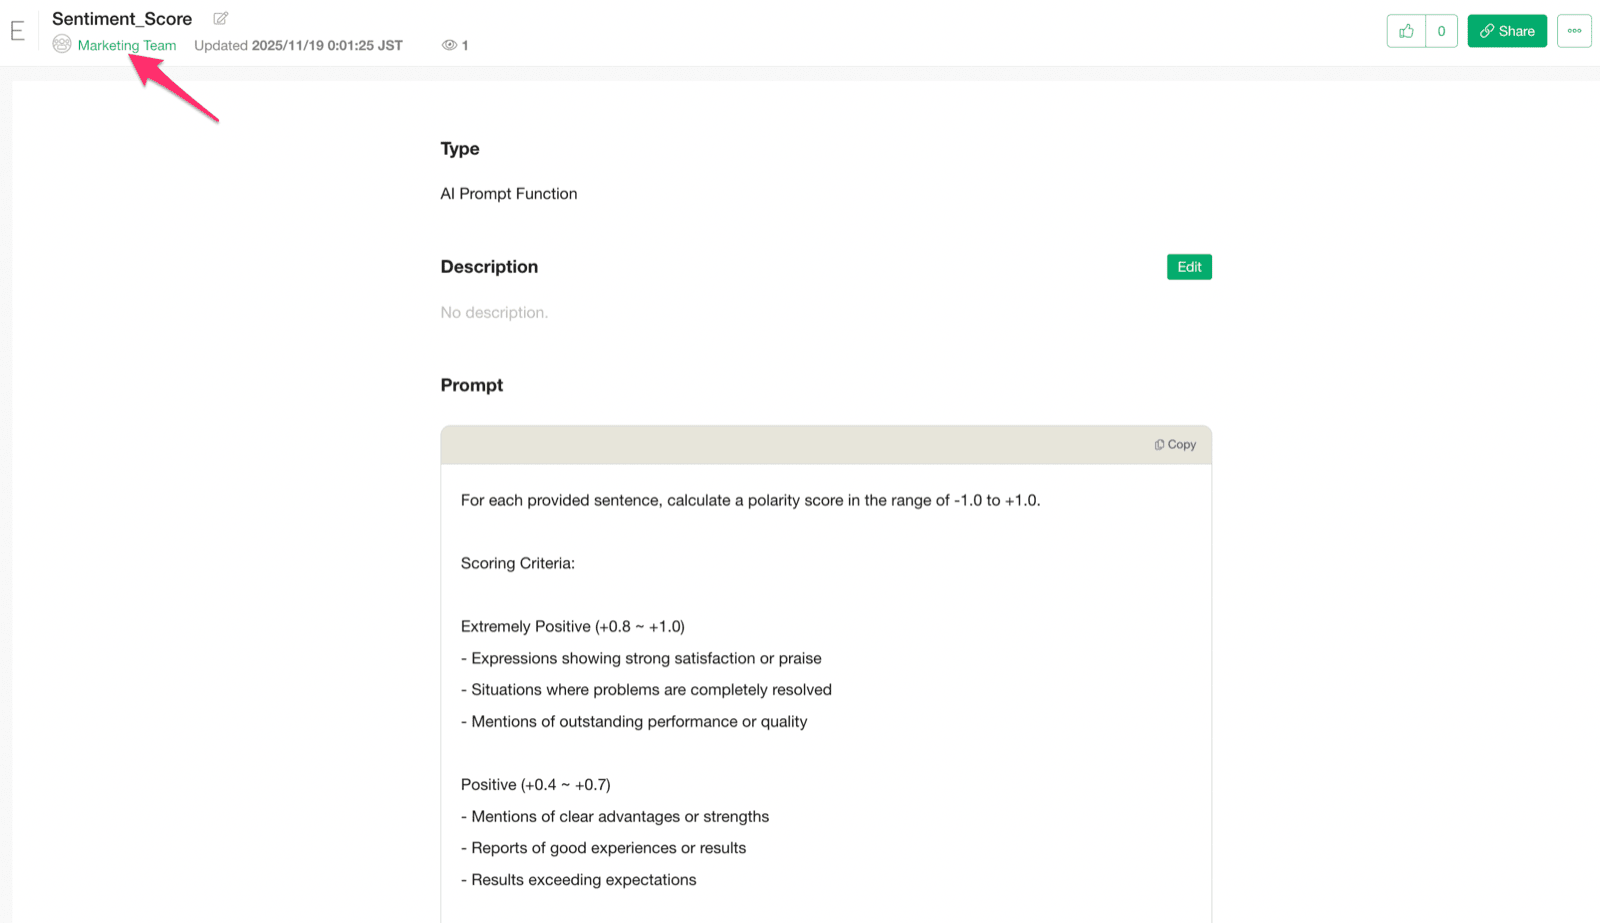 E
Sentiment_Score
Marketing Team Updated 2025/11/19 0:01:25 JST 1
0 Share
Type
AI Prompt Function
Description
Edit
No description.
Prompt
Copy
For each provided sentence, calculate a polarity score in the range of -1.0 to +1.0.
Scoring Criteria:
Extremely Positive (+0.8 ~ +1.0)
- Expressions showing strong satisfaction or praise
- Situations where problems are completely resolved
- Mentions of outstanding performance or quality
Positive (+0.4 ~ +0.7)
- Mentions of clear advantages or strengths
- Reports of good experiences or results
- Results exceeding expectations